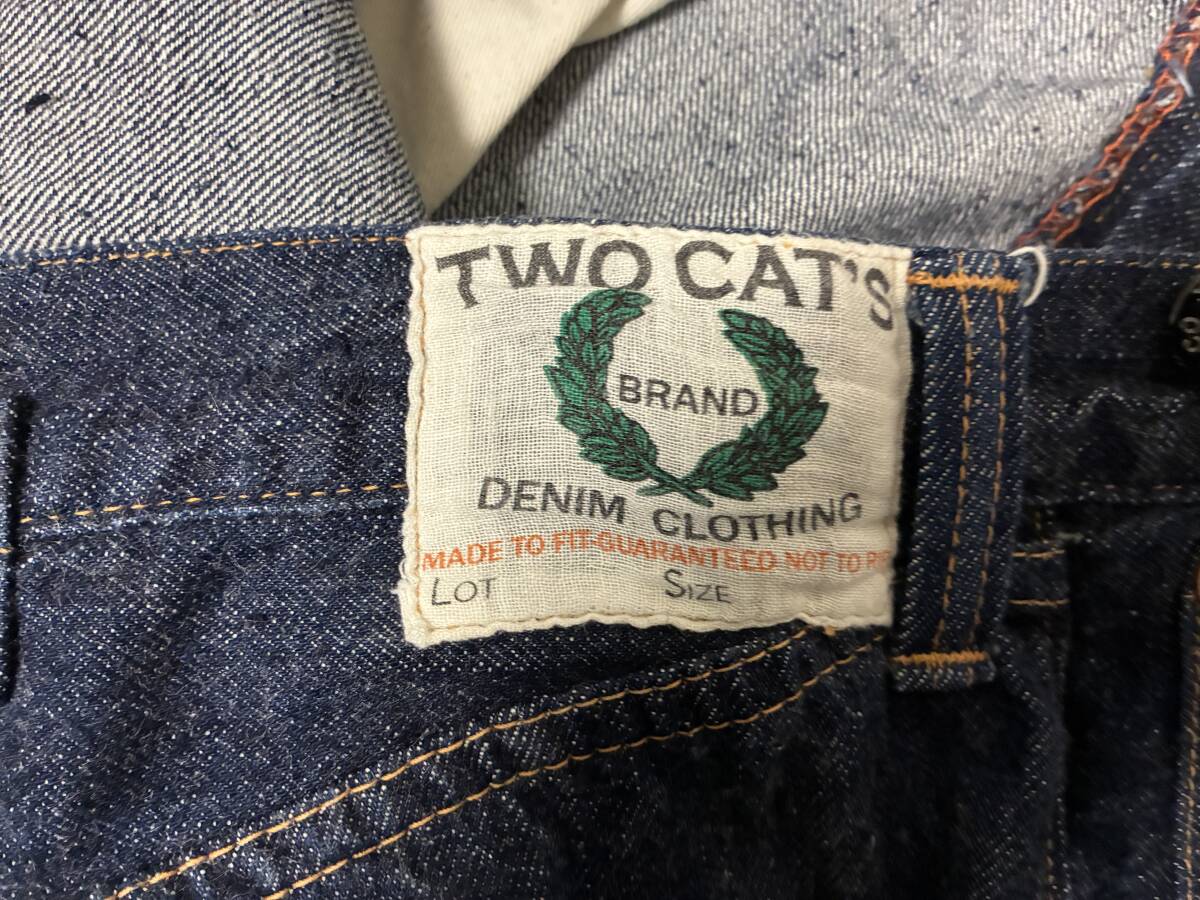 TWO CAT'S
BRAND
DENIM CLOTHING
MADE TO FIT-GUARANTEED NOT TO RIP
LOT SIZE